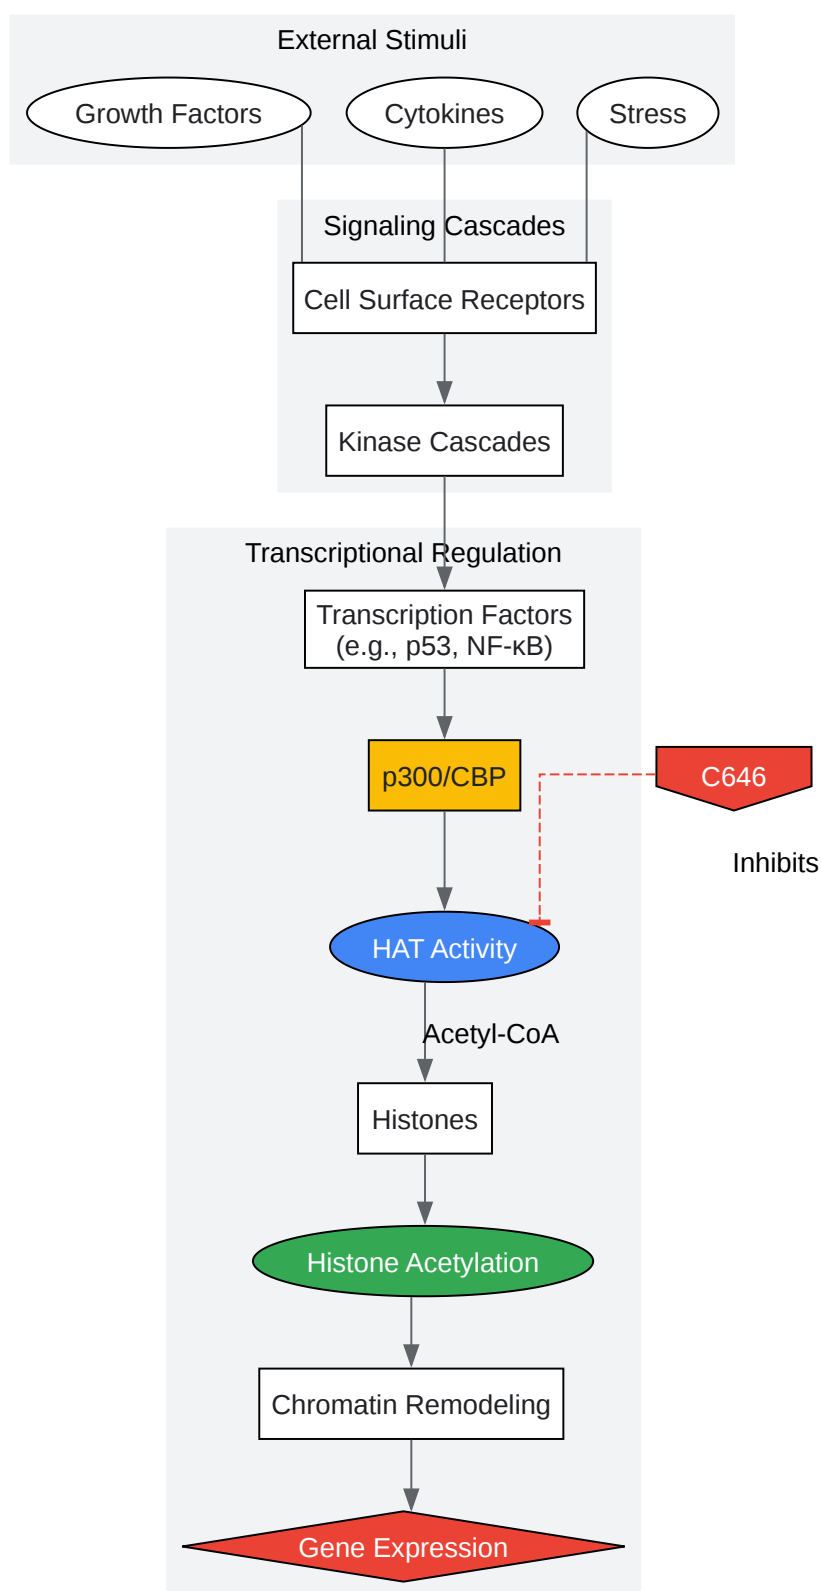 External Stimuli
Growth Factors
Cytokines
Stress
Signaling Cascades
Cell Surface Receptors
Kinase Cascades
Transcriptional Regulation
Transcription Factors
(e.g., p53, NF-κB)
p300/CBP
C646
Inhibits
HAT Activity
Acetyl-CoA
Histones
Histone Acetylation
Chromatin Remodeling
Gene Expression